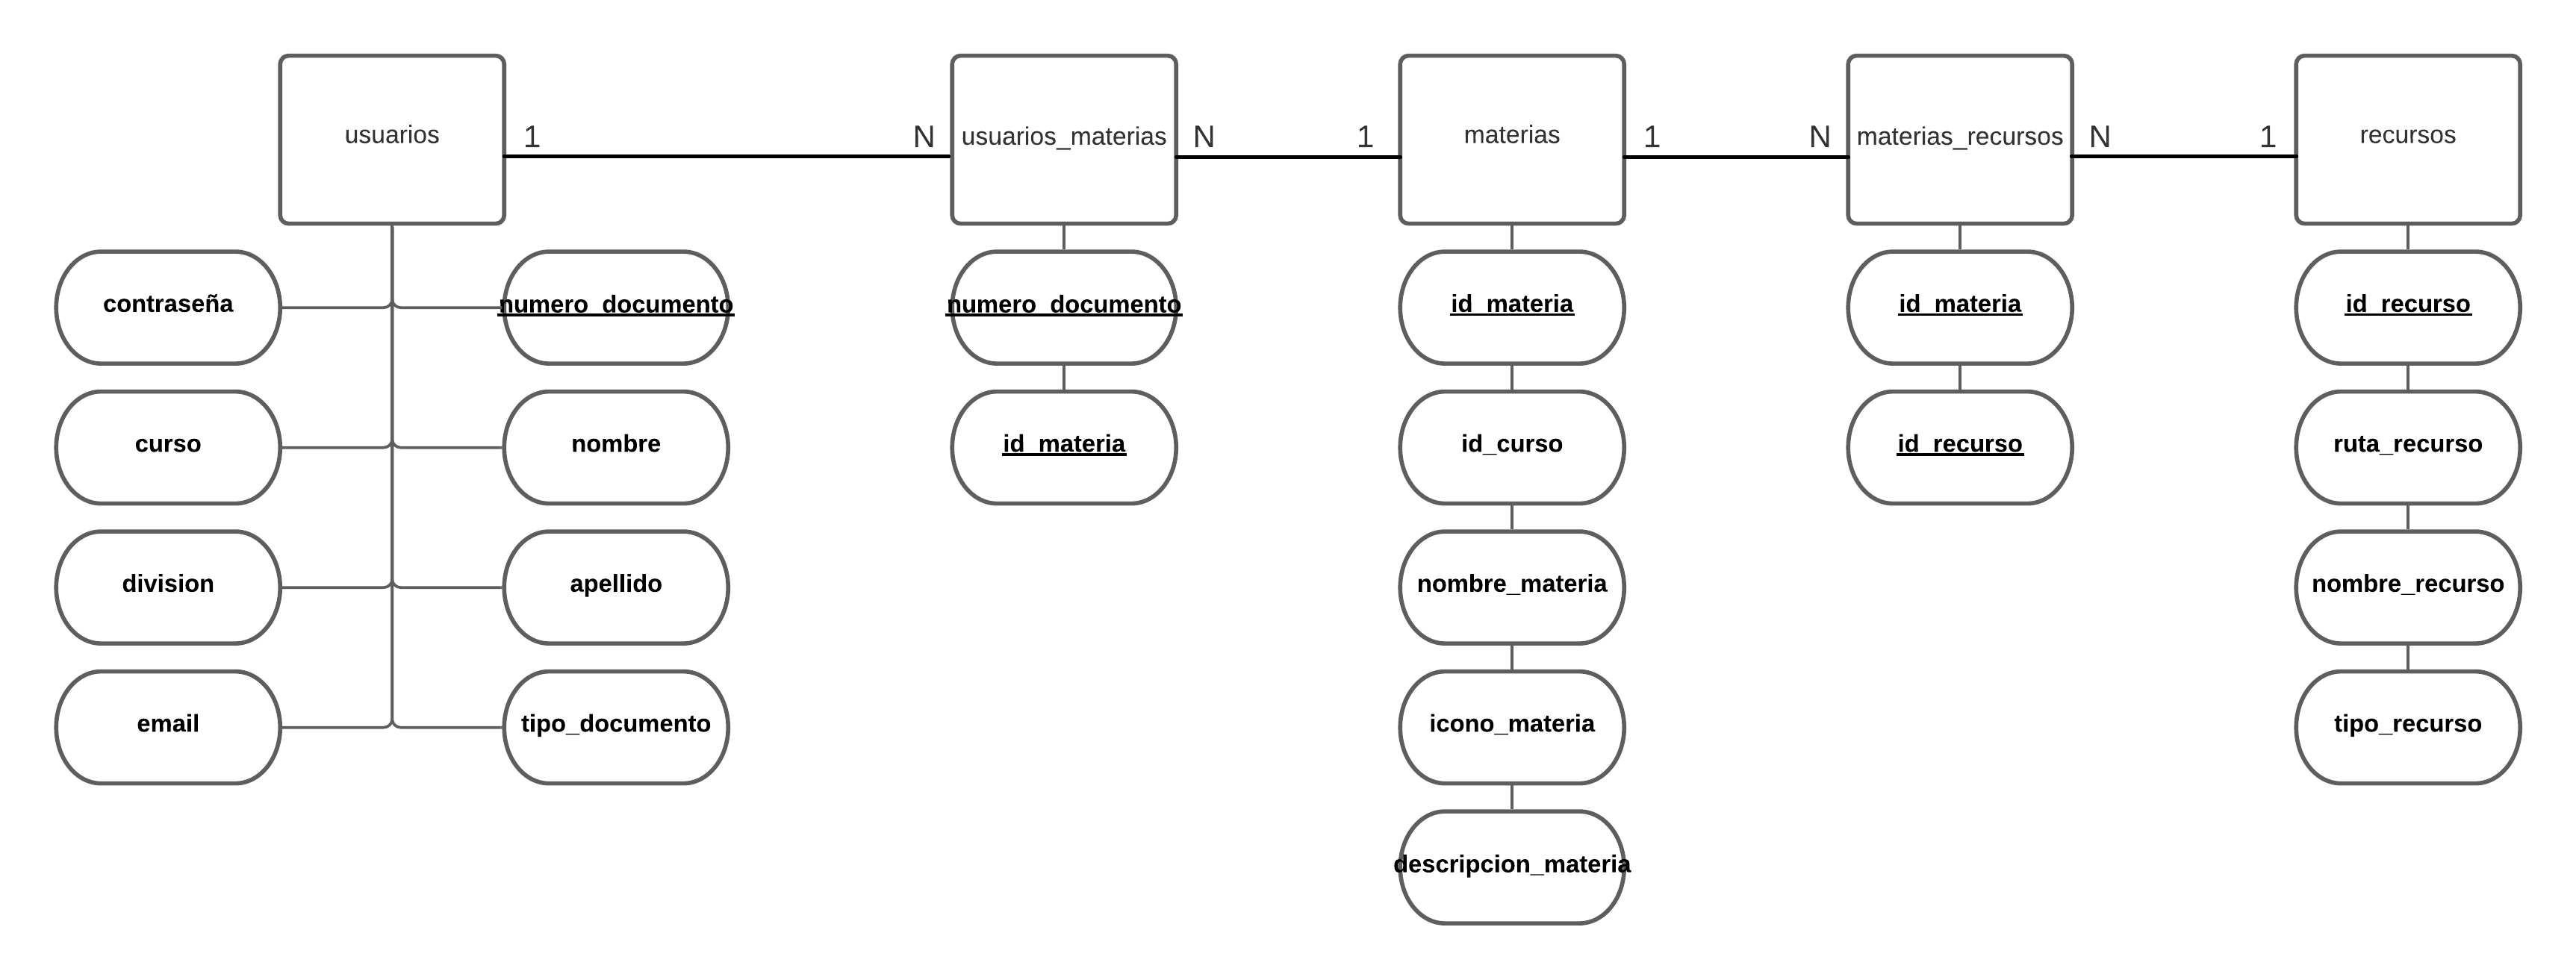 usuarios
1
N
usuarios_materias
N
1
materias
1
N
materias_recursos
N
1
recursos
contraseña
numero_documento
curso
nombre
division
apellido
email
tipo_documento
numero_documento
id_materia
id_materia
id_curso
nombre_materia
icono_materia
descripcion_materia
id_materia
id_recurso
id_recurso
ruta_recurso
nombre_recurso
tipo_recurso